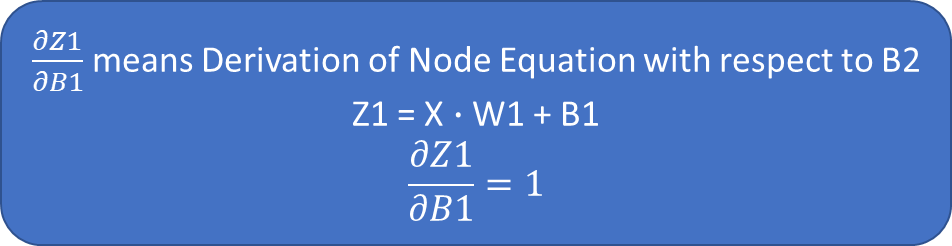 ∂Z1/∂B1 means Derivation of Node Equation with respect to B2
Z1 = X · W1 + B1
∂Z1/∂B1 = 1